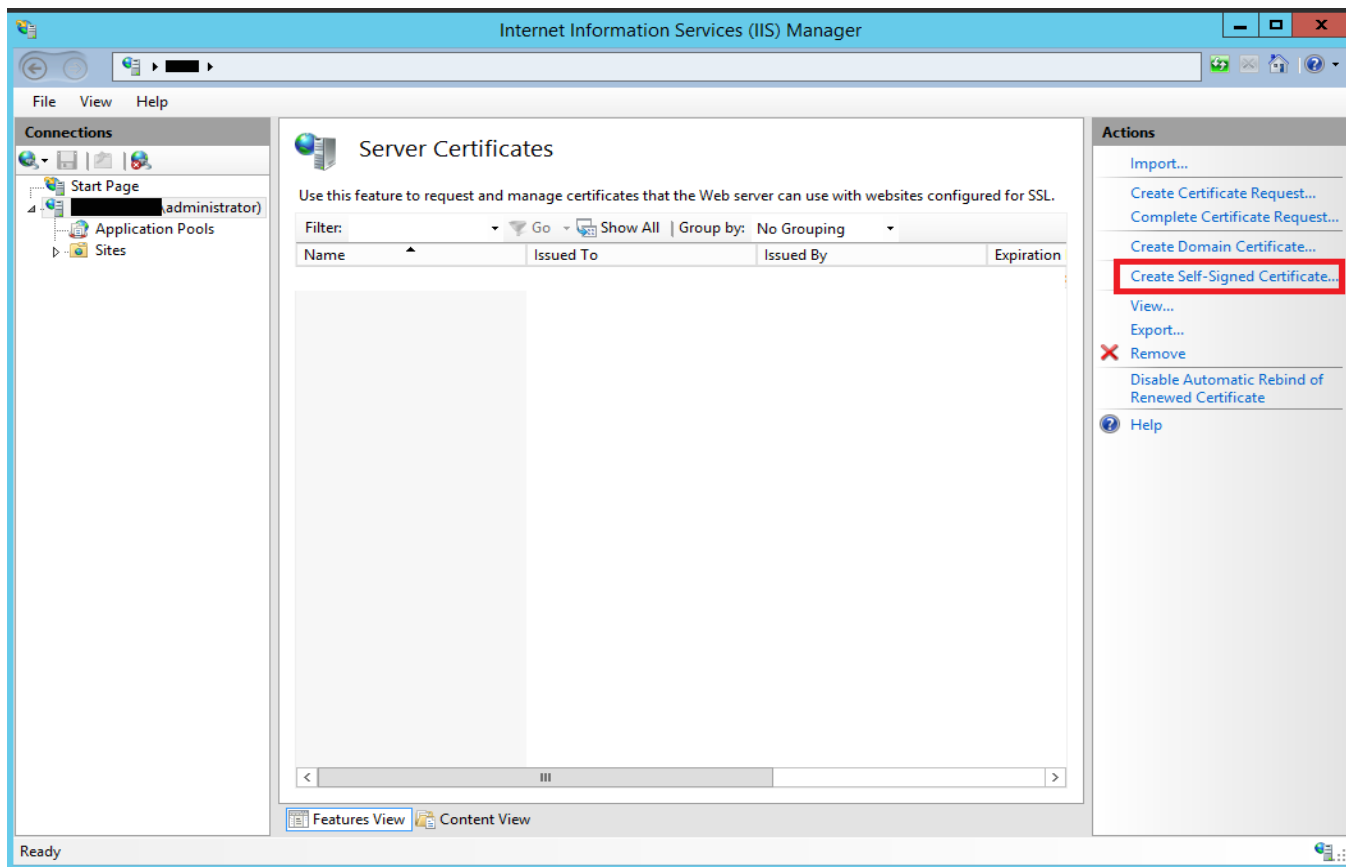 Internet Information Services (IIS) Manager
File View Help
Connections
Start Page
\administrator)
Application Pools
Sites
Server Certificates
Use this feature to request and manage certificates that the Web server can use with websites configured for SSL.
Filter: Go Show All Group by: No Grouping
Name Issued To Issued By Expiration
Features View Content View
Actions
Import...
Create Certificate Request...
Complete Certificate Request...
Create Domain Certificate...
Create Self-Signed Certificate...
View...
Export...
Remove
Disable Automatic Rebind of
Renewed Certificate
Help
Ready